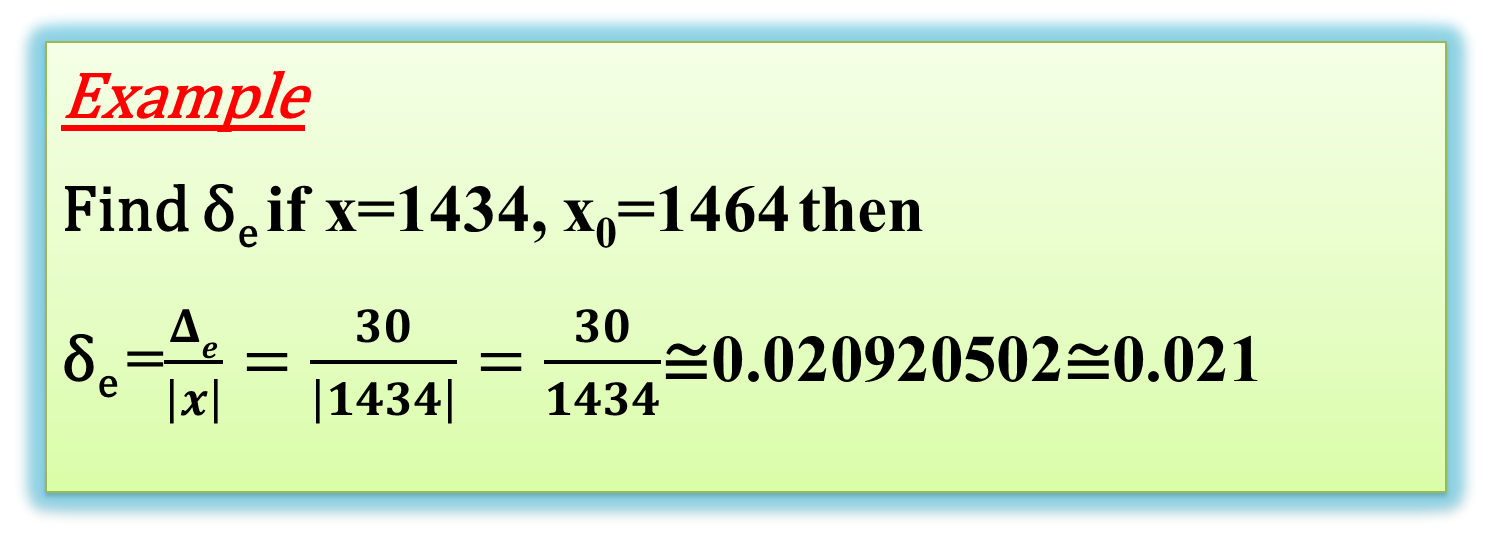 Example
Find δₑ if x=1434, x₀=1464 then
δₑ = Δₑ/|x| = 30/|1434| = 30/1434 ≅0.020920502≅0.021